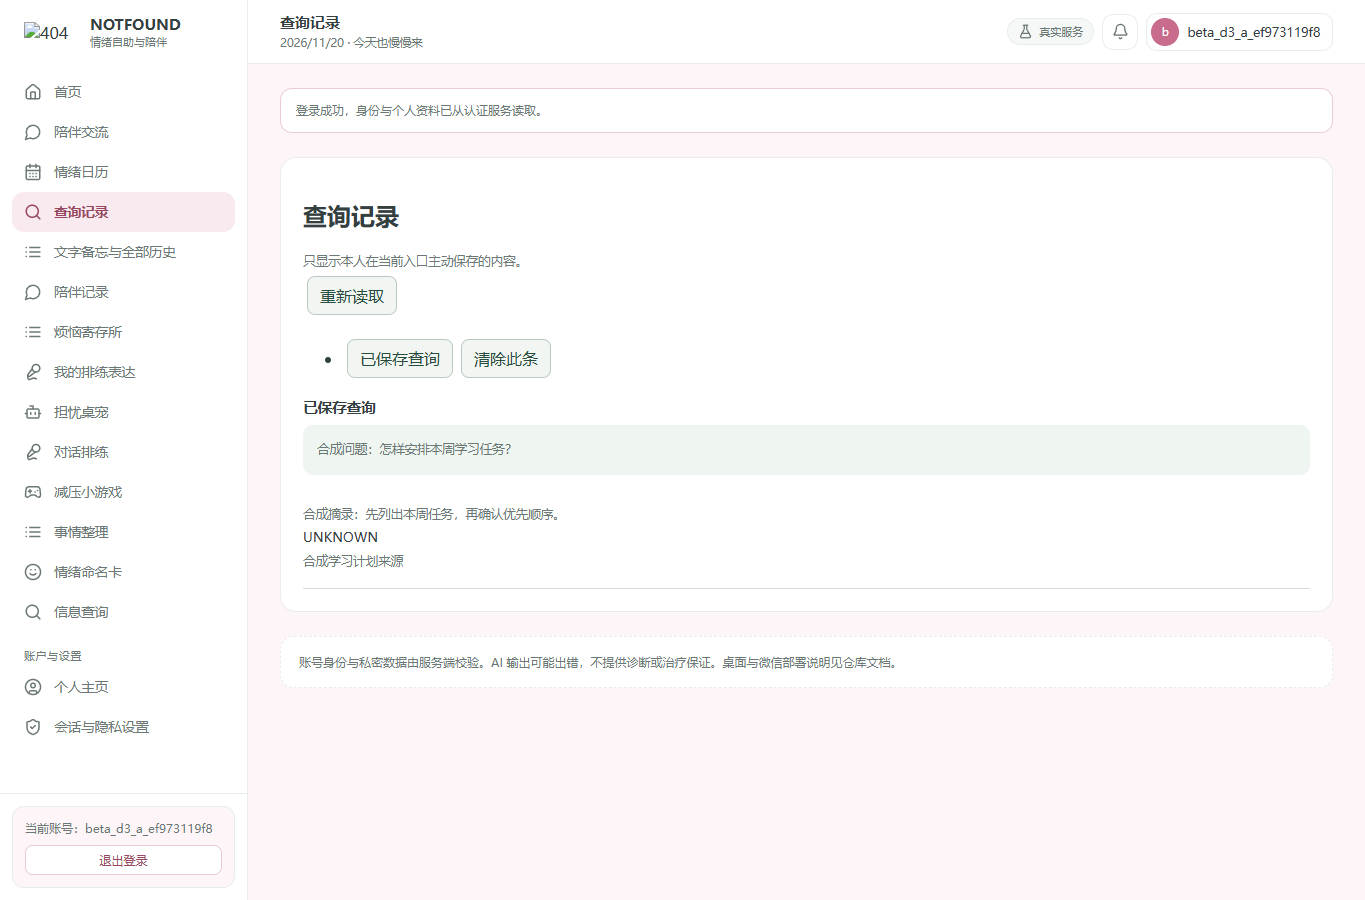 404
NOTFOUND
情绪自助与陪伴
首页
陪伴交流
情绪日历
查询记录
文字备忘与全部历史
陪伴记录
烦恼寄存所
我的排练表达
担忧桌宠
对话排练
减压小游戏
事情整理
情绪命名卡
信息查询
账户与设置
个人主页
会话与隐私设置
当前账号：beta_d3_a_ef973119f8
退出登录
查询记录
2026/11/20 · 今天也慢慢来
真实服务
b
beta_d3_a_ef973119f8
登录成功，身份与个人资料已从认证服务读取。
查询记录
只显示本人在当前入口主动保存的内容。
重新读取
已保存查询 清除此条
已保存查询
合成问题：怎样安排本周学习任务？
合成摘录：先列出本周任务，再确认优先顺序。
UNKNOWN
合成学习计划来源
账号身份与私密数据由服务端校验。AI 输出可能出错，不提供诊断或治疗保证。桌面与微信部署说明见仓库文档。